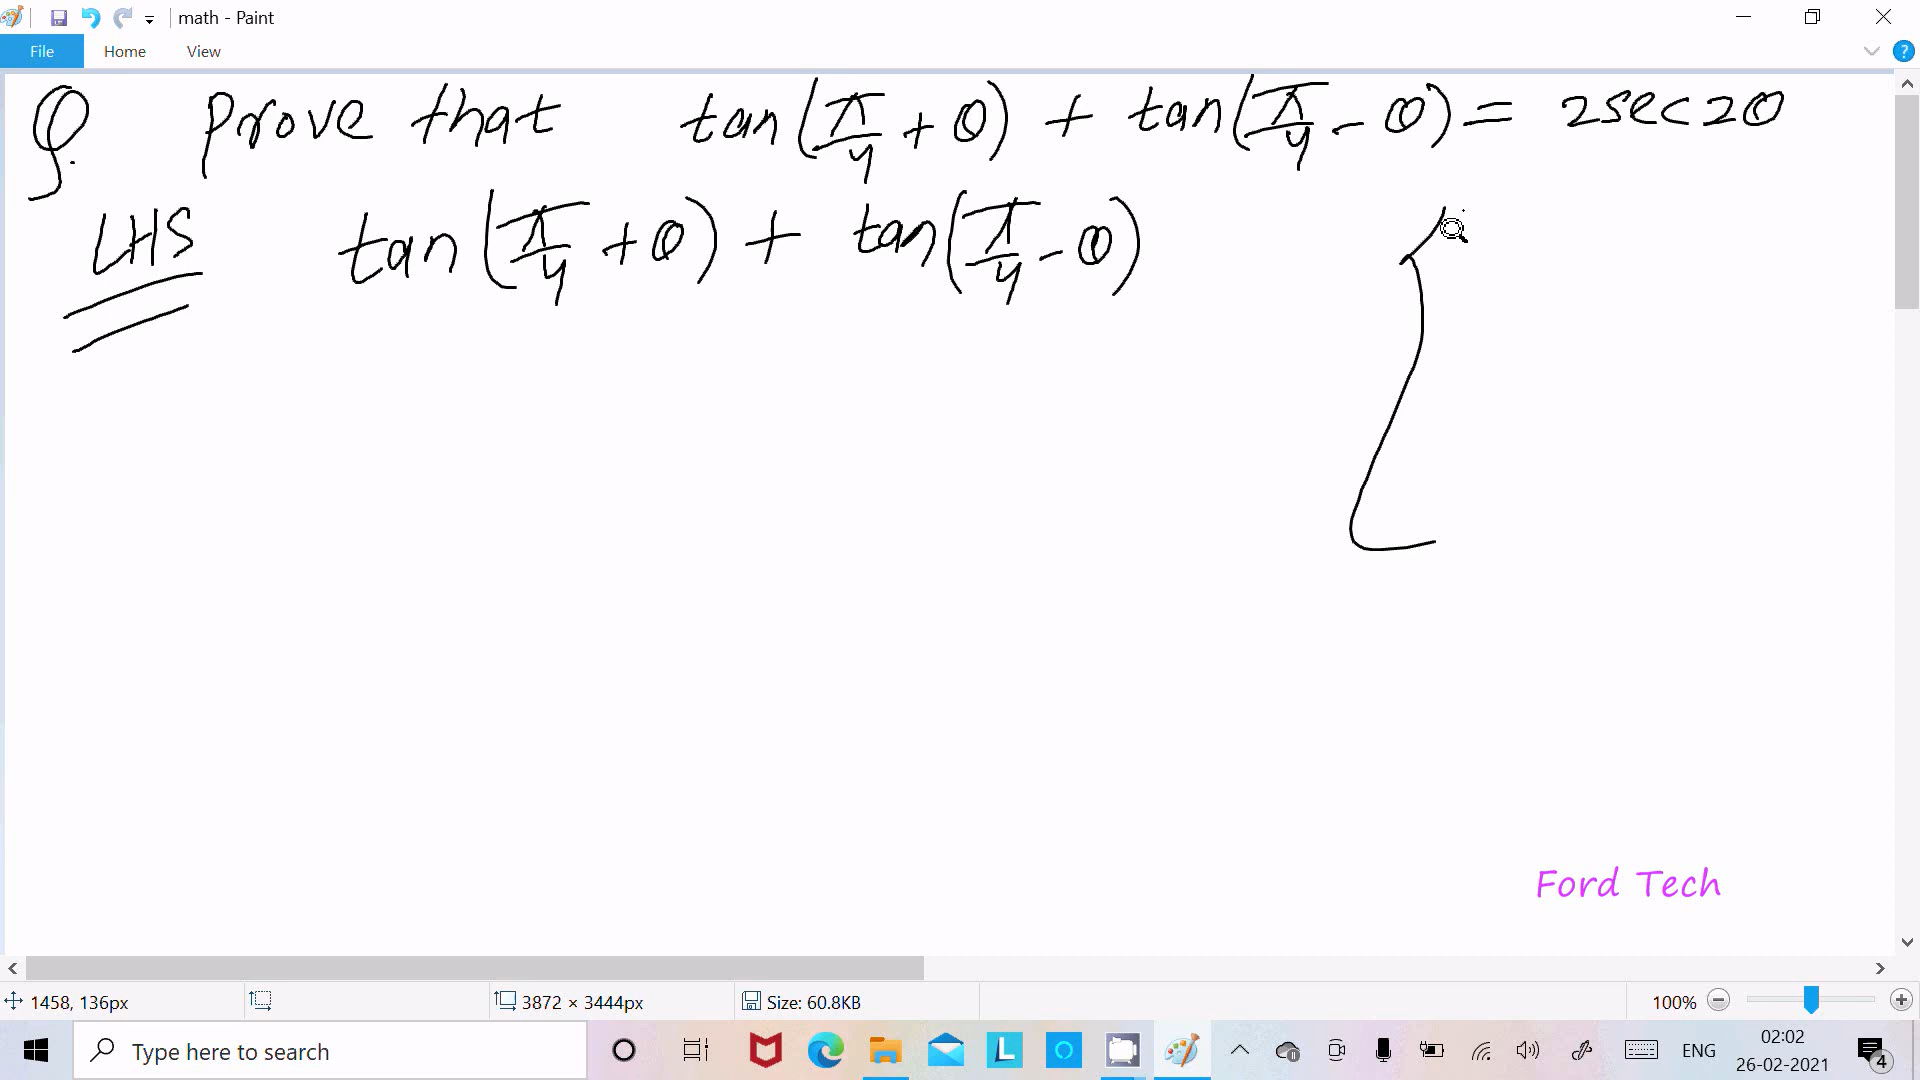 math - Paint
File Home View
Q. Prove that tan(π/4 + θ) + tan(π/4 - θ) = 2sec2θ
LHS tan(π/4 + θ) + tan(π/4 - θ)
Ford Tech
1458, 136px 3872 × 3444px Size: 60.8KB 100%
Type here to search L ENG 02:02
26-02-2021 4